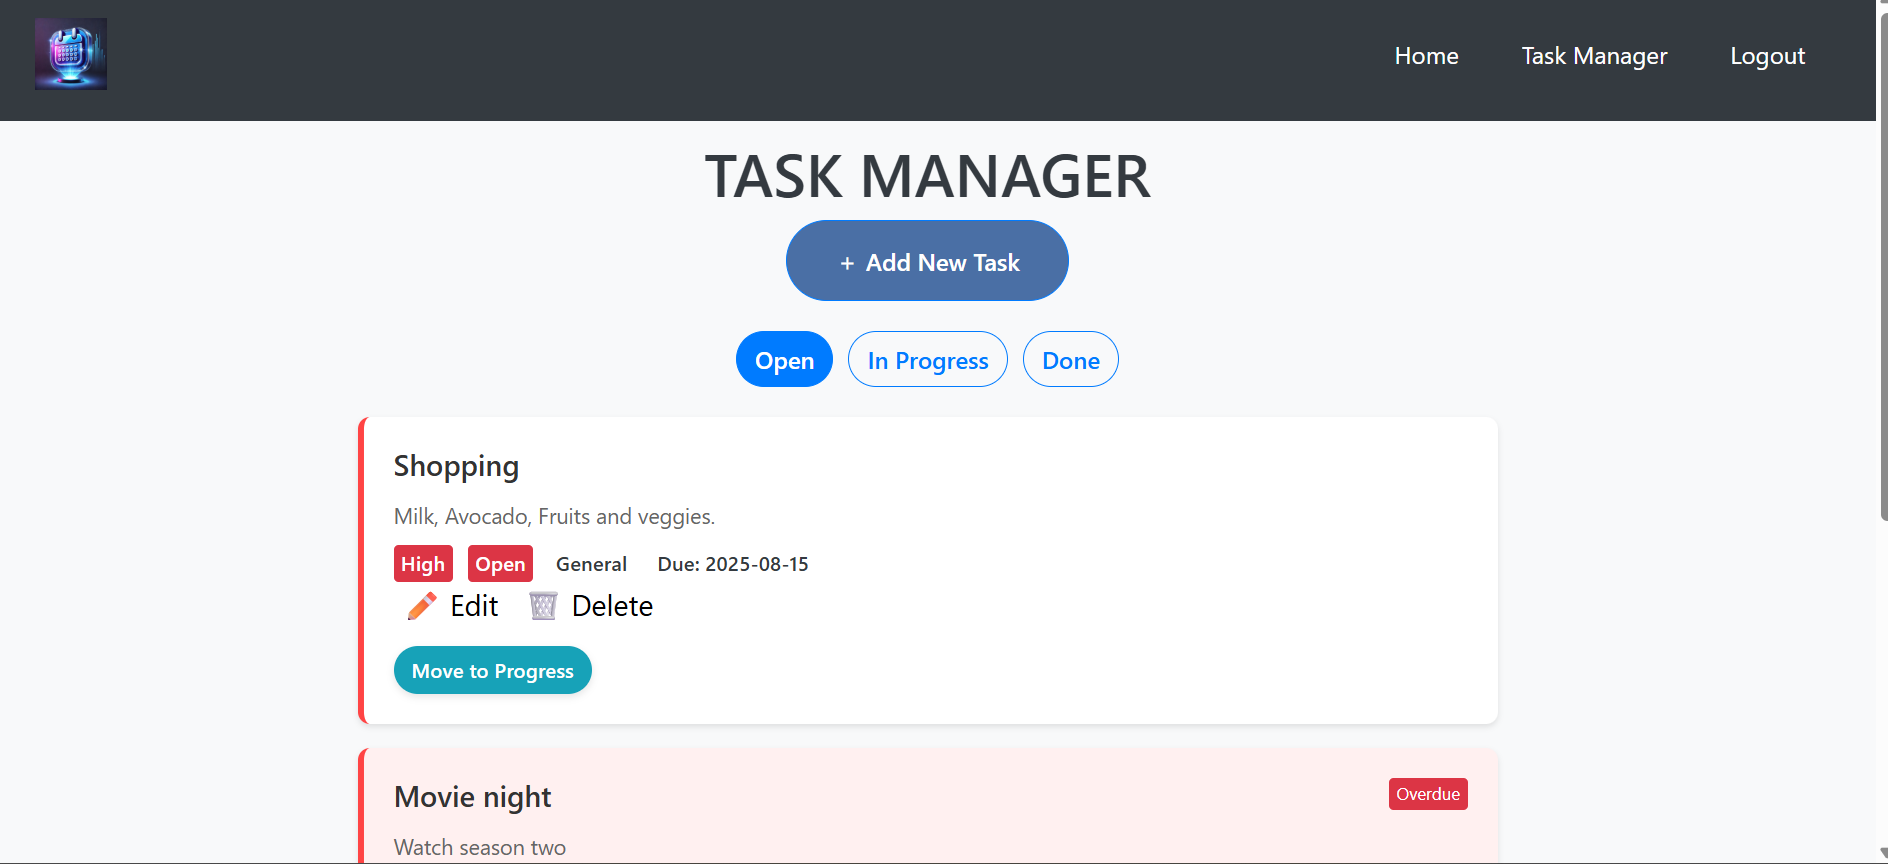 Home Task Manager Logout
TASK MANAGER
+ Add New Task
Open In Progress Done
Shopping
Milk, Avocado, Fruits and veggies.
High Open General Due: 2025-08-15
Edit Delete
Move to Progress
Movie night Overdue
Watch season two